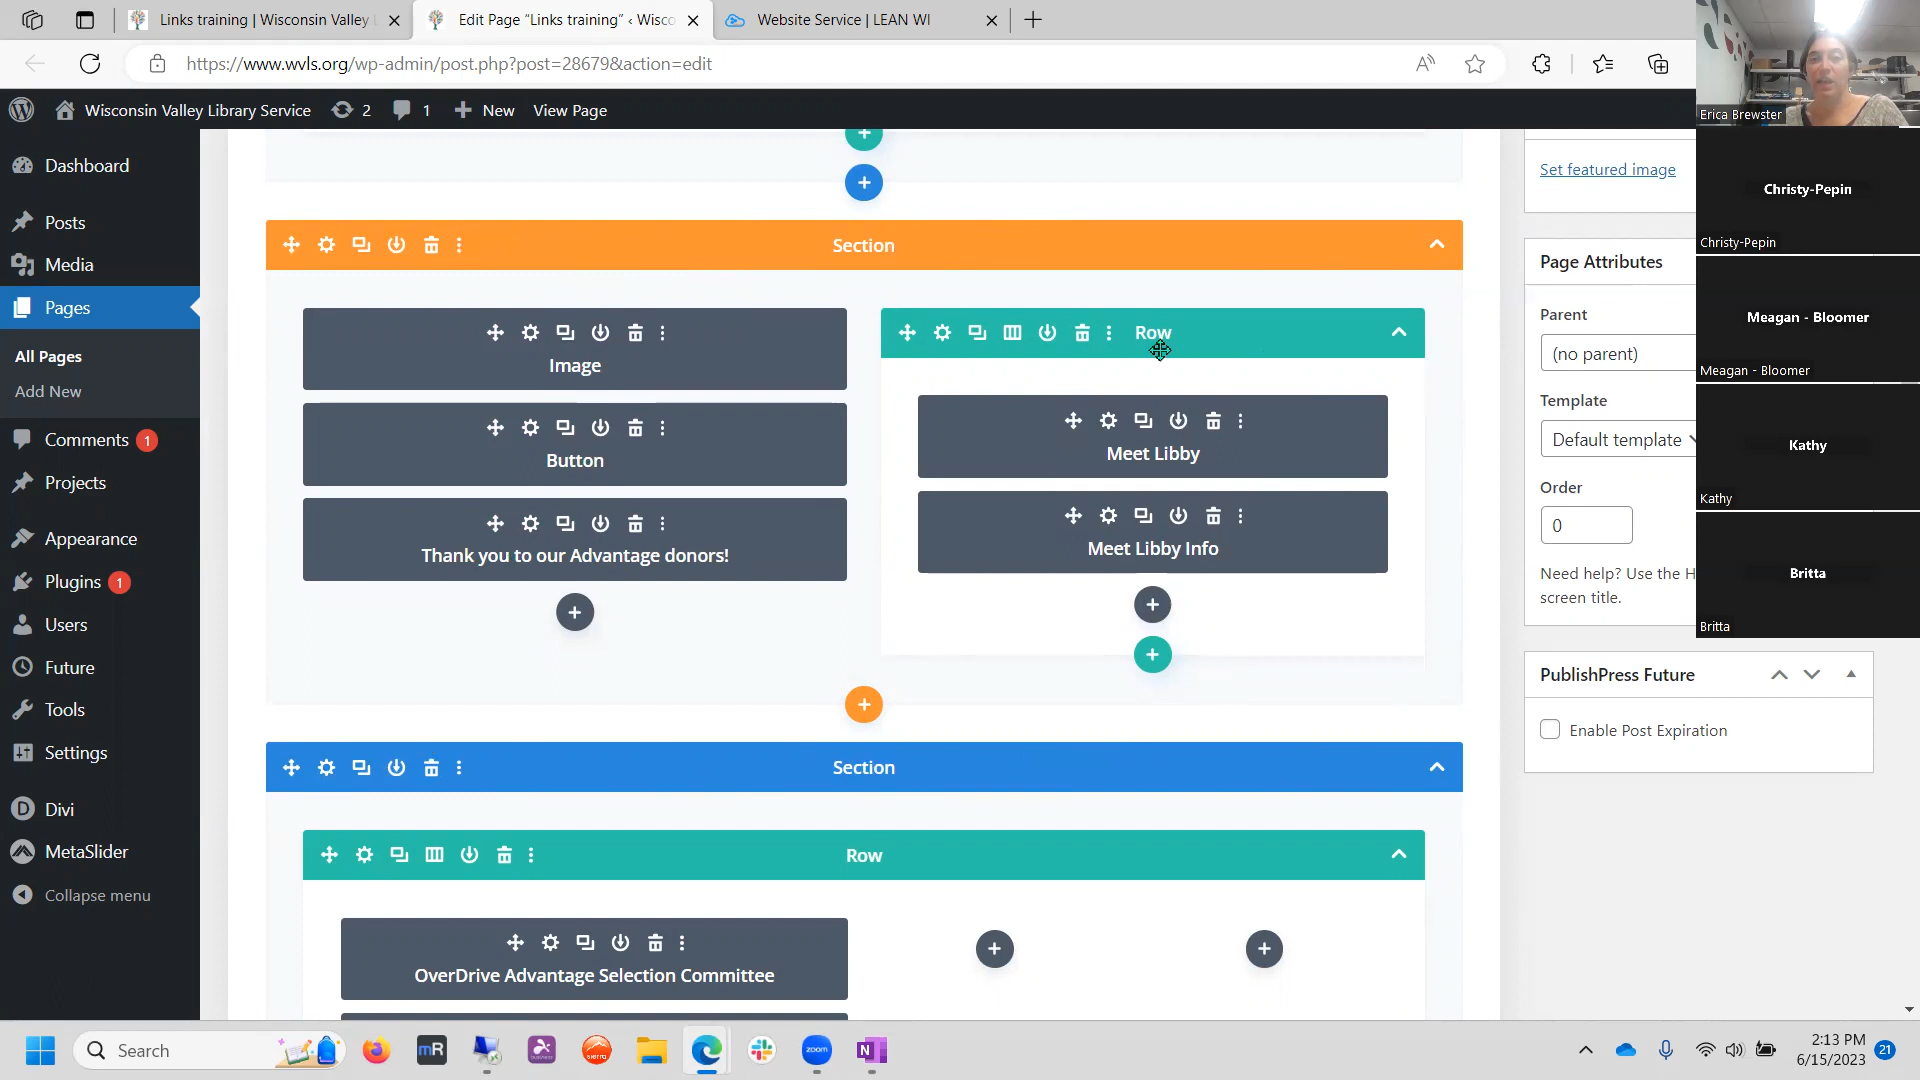 Links training | Wisconsin Valley L
Edit Page “Links training” ‹ Wisco
Website Service | LEAN WI
https://www.wvls.org/wp-admin/post.php?post=28679&action=edit
Wisconsin Valley Library Service
2
1
New
View Page
Dashboard
Posts
Media
Pages
All Pages
Add New
Comments 1
Projects
Appearance
Plugins 1
Users
Future
Tools
Settings
Divi
MetaSlider
Collapse menu
Section
Image
Button
Thank you to our Advantage donors!
Row
Meet Libby
Meet Libby Info
Section
Row
OverDrive Advantage Selection Committee
Set featured image
Page Attributes
Parent
(no parent)
Template
Default template
Order
0
Need help? Use the H
screen title.
PublishPress Future
Enable Post Expiration
Erica Brewster
Christy-Pepin
Christy-Pepin
Meagan - Bloomer
Meagan - Bloomer
Kathy
Kathy
Britta
Britta
Search
mR
sierra
zoom
N
2:13 PM
6/15/2023
21